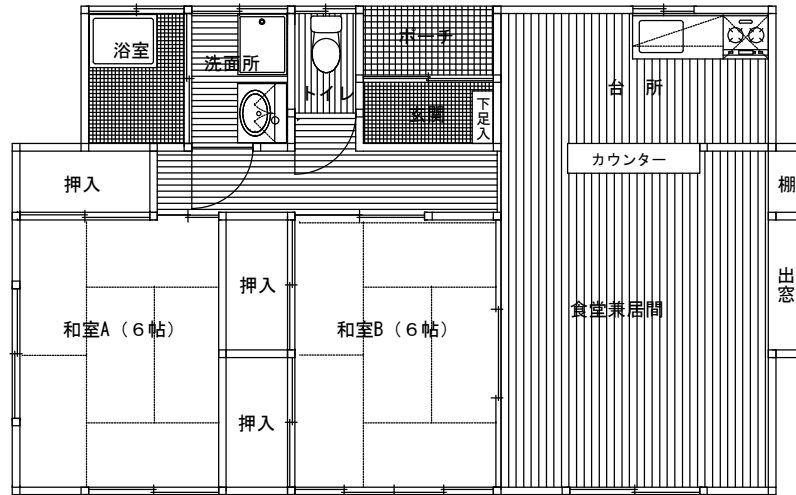 浴室
洗面所
トイレ
ポーチ
玄関
下足入
台 所
カウンター
押入
棚
押入
出窓
和室A（６帖）
和室B（６帖）
食堂兼居間
押入